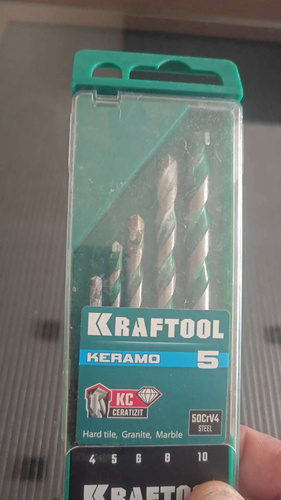 KRAFTOOL
KERAMO 5
KC
CERATIZIT
50CrV4
STEEL
Hard tile, Granite, Marble
4 5 6 8 10
KRAFTOO